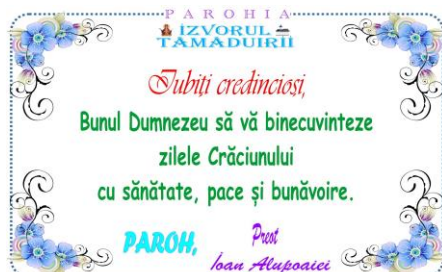 PAROHIA
IZVORUL
TAMADUIRII
Iubiți credincioși,
Bunul Dumnezeu să vă binecuvinteze
zilele Crăciunului
cu sănătate, pace și bunăvoire.
PAROH, Preot
Ioan Alupoaiei